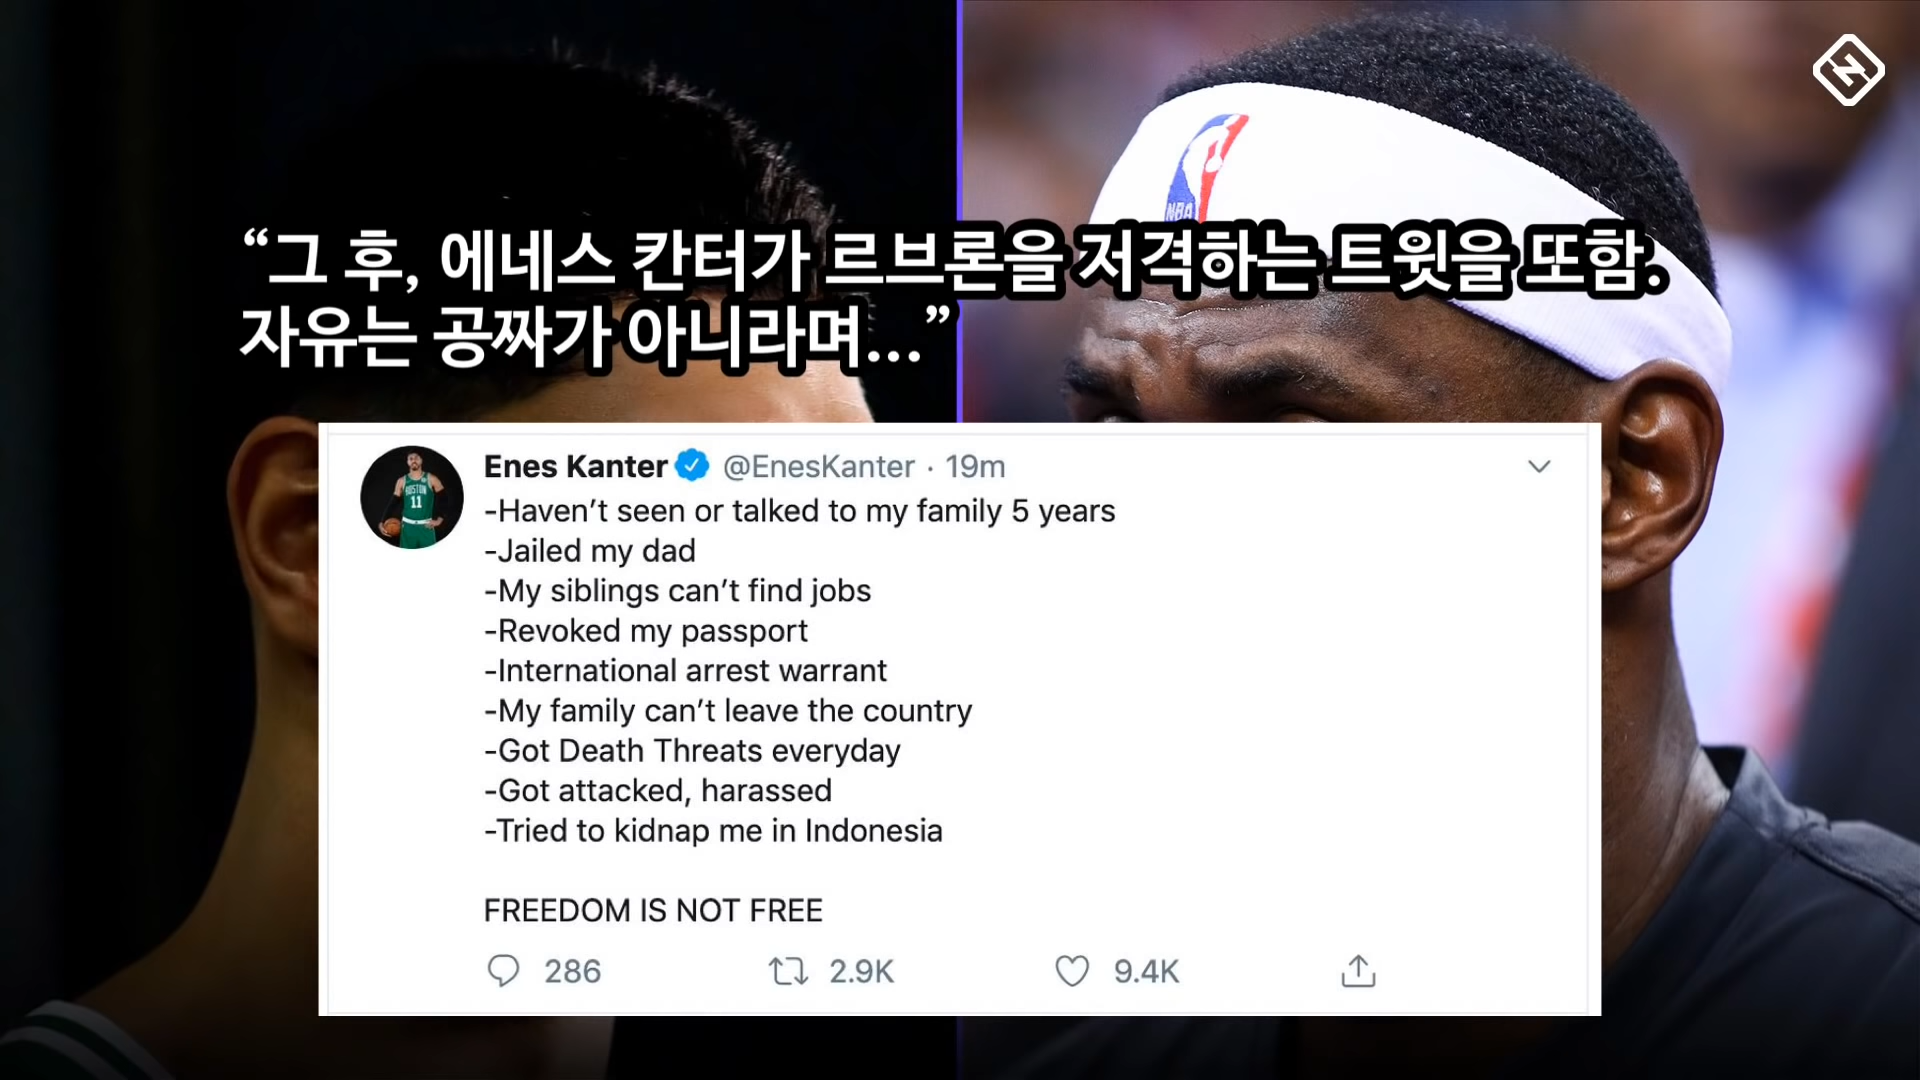 NBA
“그 후, 에네스 칸터가 르브론을 저격하는 트윗을 또함.
자유는 공짜가 아니라며...”
Enes Kanter @EnesKanter · 19m
-Haven’t seen or talked to my family 5 years
-Jailed my dad
-My siblings can’t find jobs
-Revoked my passport
-International arrest warrant
-My family can’t leave the country
-Got Death Threats everyday
-Got attacked, harassed
-Tried to kidnap me in Indonesia
FREEDOM IS NOT FREE
286 2.9K 9.4K
BOSTON
11